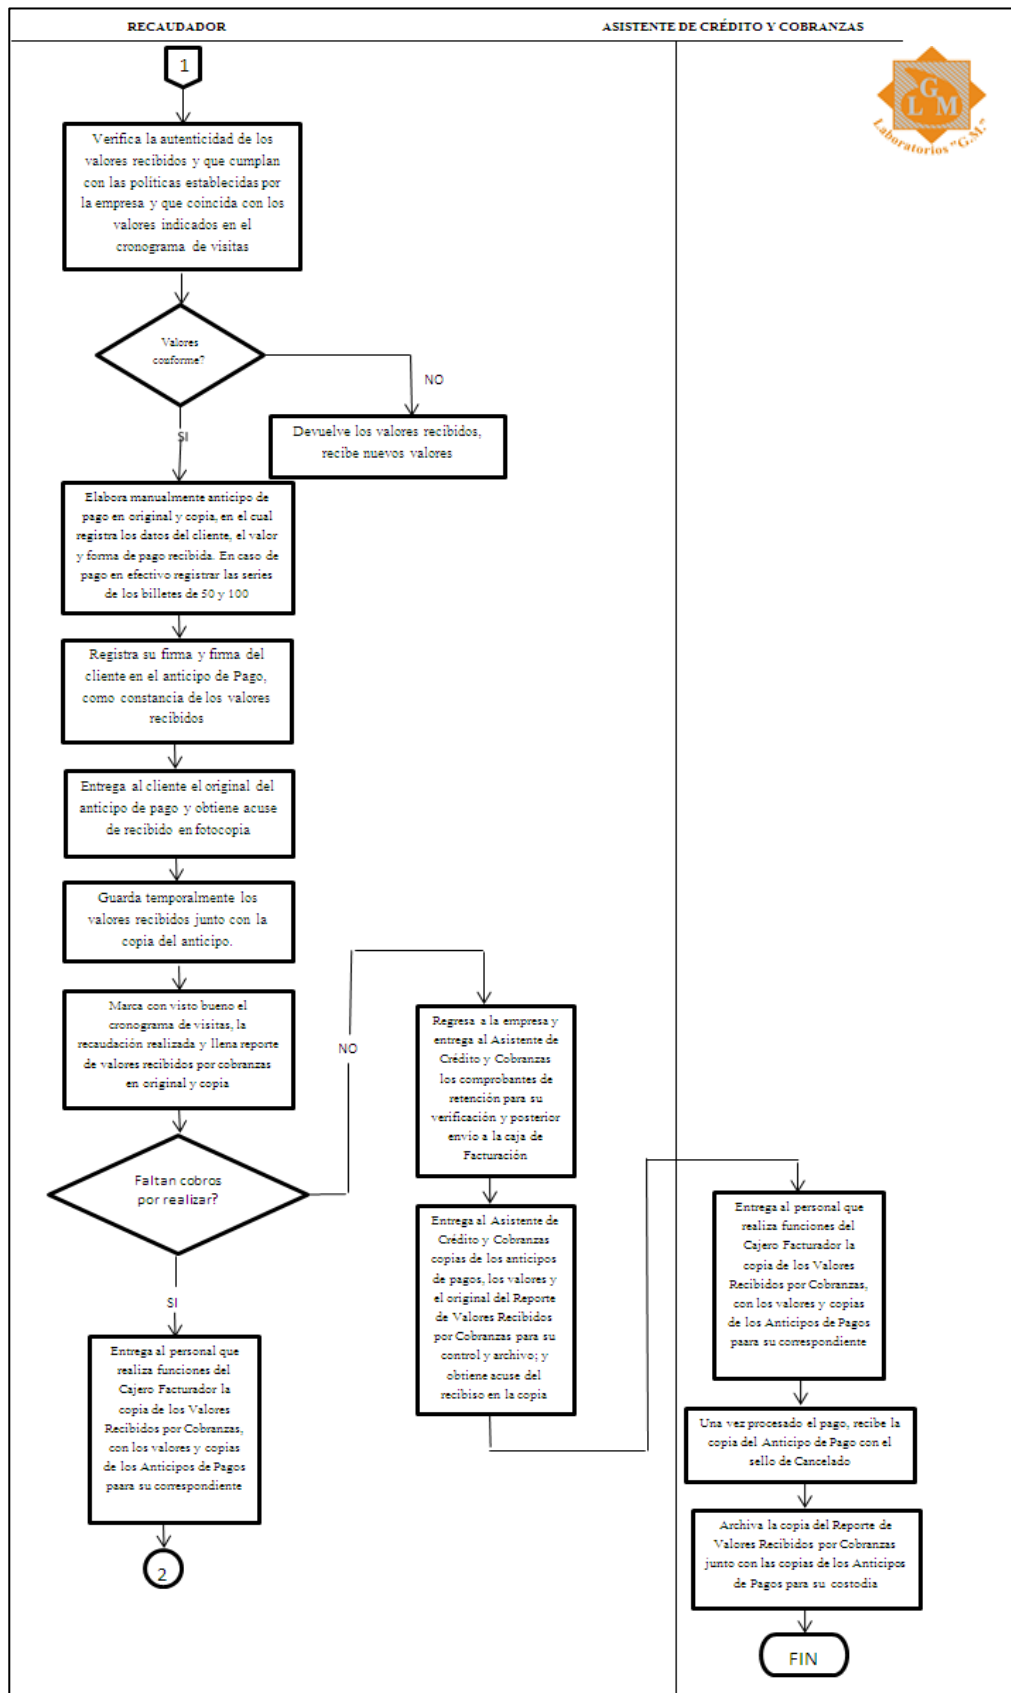 RECAUDADOR
ASISTENTE DE CRÉDITO Y COBRANZAS
L G M
Laboratorios "G.M."
1
Verifica la autenticidad de los
valores recibidos y que cumplan
con las políticas establecidas por
la empresa y que coincida con los
valores indicados en el
cronograma de visitas
Valores
conforme?
NO
SI
Devuelve los valores recibidos,
recibe nuevos valores
Elabora manualmente anticipo de
pago en original y copia, en el cual
registra los datos del cliente, el valor
y forma de pago recibida. En caso de
pago en efectivo registrar las series
de los billetes de 50 y 100
Registra su firma y firma del
cliente en el anticipo de Pago,
como constancia de los valores
recibidos
Entrega al cliente el original del
anticipo de pago y obtiene acuse
de recibido en fotocopia
Guarda temporalmente los
valores recibidos junto con la
copia del anticipo.
Marca con visto bueno el
cronograma de visitas, la
recaudación realizada y llena reporte
de valores recibidos por cobranzas
en original y copia
Faltan cobros
por realizar?
NO
SI
Entrega al personal que
realiza funciones del
Cajero Facturador la
copia de los Valores
Recibidos por Cobranzas,
con los valores y copias
de los Anticipos de Pagos
paara su correspondiente
2
Regresa a la empresa y
entrega al Asistente de
Crédito y Cobranzas
los comprobantes de
retención para su
verificación y posterior
envío a la caja de
Facturación
Entrega al Asistente de
Crédito y Cobranzas
copias de los anticipos
de pagos, los valores y
el original del Reporte
de Valores Recibidos
por Cobranzas para su
control y archivo; y
obtiene acuse del
recibiso en la copia
Entrega al personal que
realiza funciones del
Cajero Facturador la
copia de los Valores
Recibidos por Cobranzas,
con los valores y copias
de los Anticipos de Pagos
paara su correspondiente
Una vez procesado el pago, recibe la
copia del Anticipo de Pago con el
sello de Cancelado
Archiva la copia del Reporte de
Valores Recibidos por Cobranzas
junto con las copias de los Anticipos
de Pagos para su costodia
FIN